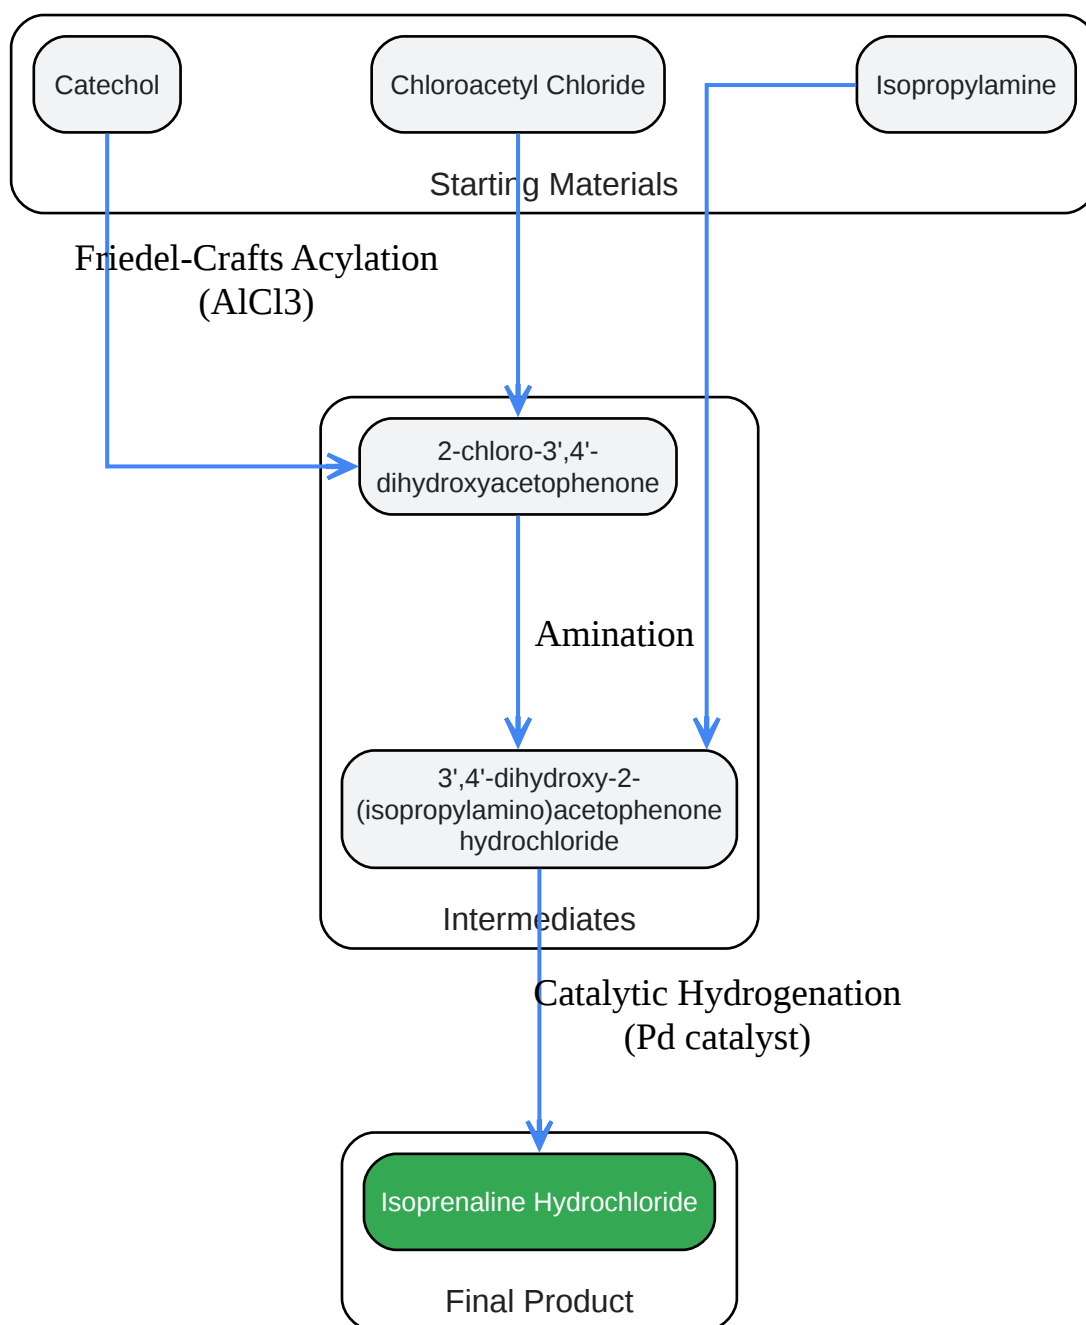 Catechol
Chloroacetyl Chloride
Isopropylamine
Starting Materials
Friedel-Crafts Acylation
(AlCl3)
2-chloro-3',4'-
dihydroxyacetophenone
Amination
3',4'-dihydroxy-2-
(isopropylamino)acetophenone
hydrochloride
Intermediates
Catalytic Hydrogenation
(Pd catalyst)
Isoprenaline Hydrochloride
Final Product